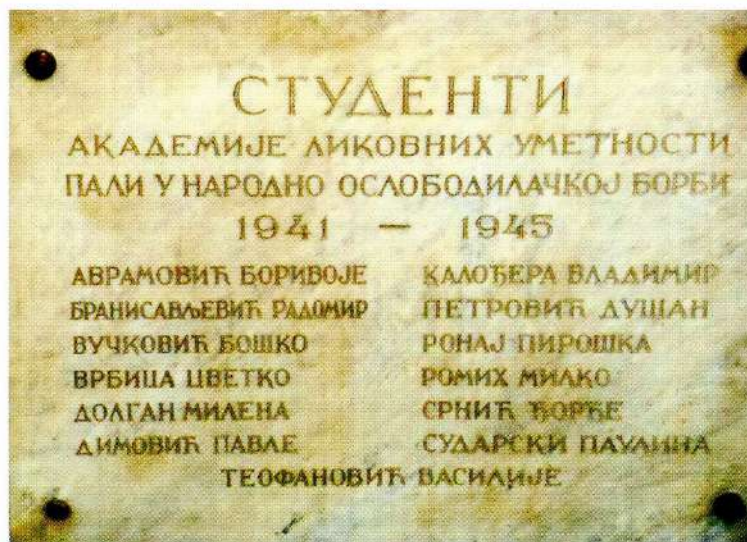 СТУДЕНТИ
АКАДЕМИЈЕ ЛИКОВНИХ УМЕТНОСТИ
ПАЛИ У НАРОДНО ОСЛОБОДИЛАЧКОЈ БОРБИ
1941 — 1945
АВРАМОВИЋ БОРИВОЈЕ КАЛОЂЕРА ВЛАДИМИР
БРАНИСАВЉЕВИЋ РАДОМИР ПЕТРОВИЋ ДУШАН
ВУЧКОВИЋ БОШКО РОНАЈ ПИРОШКА
ВРБИЦА ЦВЕТКО РОМИХ МИЛКО
ДОЛГАН МИЛЕНА СРНИЋ ЂОРЂЕ
ДИМОВИЋ ПАВЛЕ СУДАРСКИ ПАУЛИНА
ТЕОФАНОВИЋ ВАСИЛИЈЕ